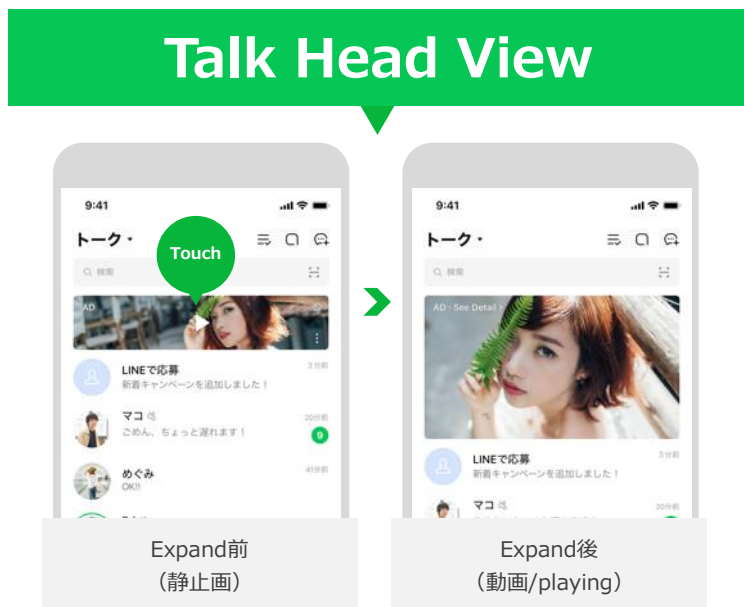 Talk Head View
9:41
トーク
Touch
検索
AD
LINEで応募
3分前
新着キャンペーンを追加しました！
マコ
20分前
ごめん、ちょっと遅れます！
9
めぐみ
41分前
OK!!
Expand前
（静止画）
9:41
トーク
検索
AD · See Detail >
LINEで応募
3分前
新着キャンペーンを追加しました！
マコ
20分前
Expand後
（動画/playing）